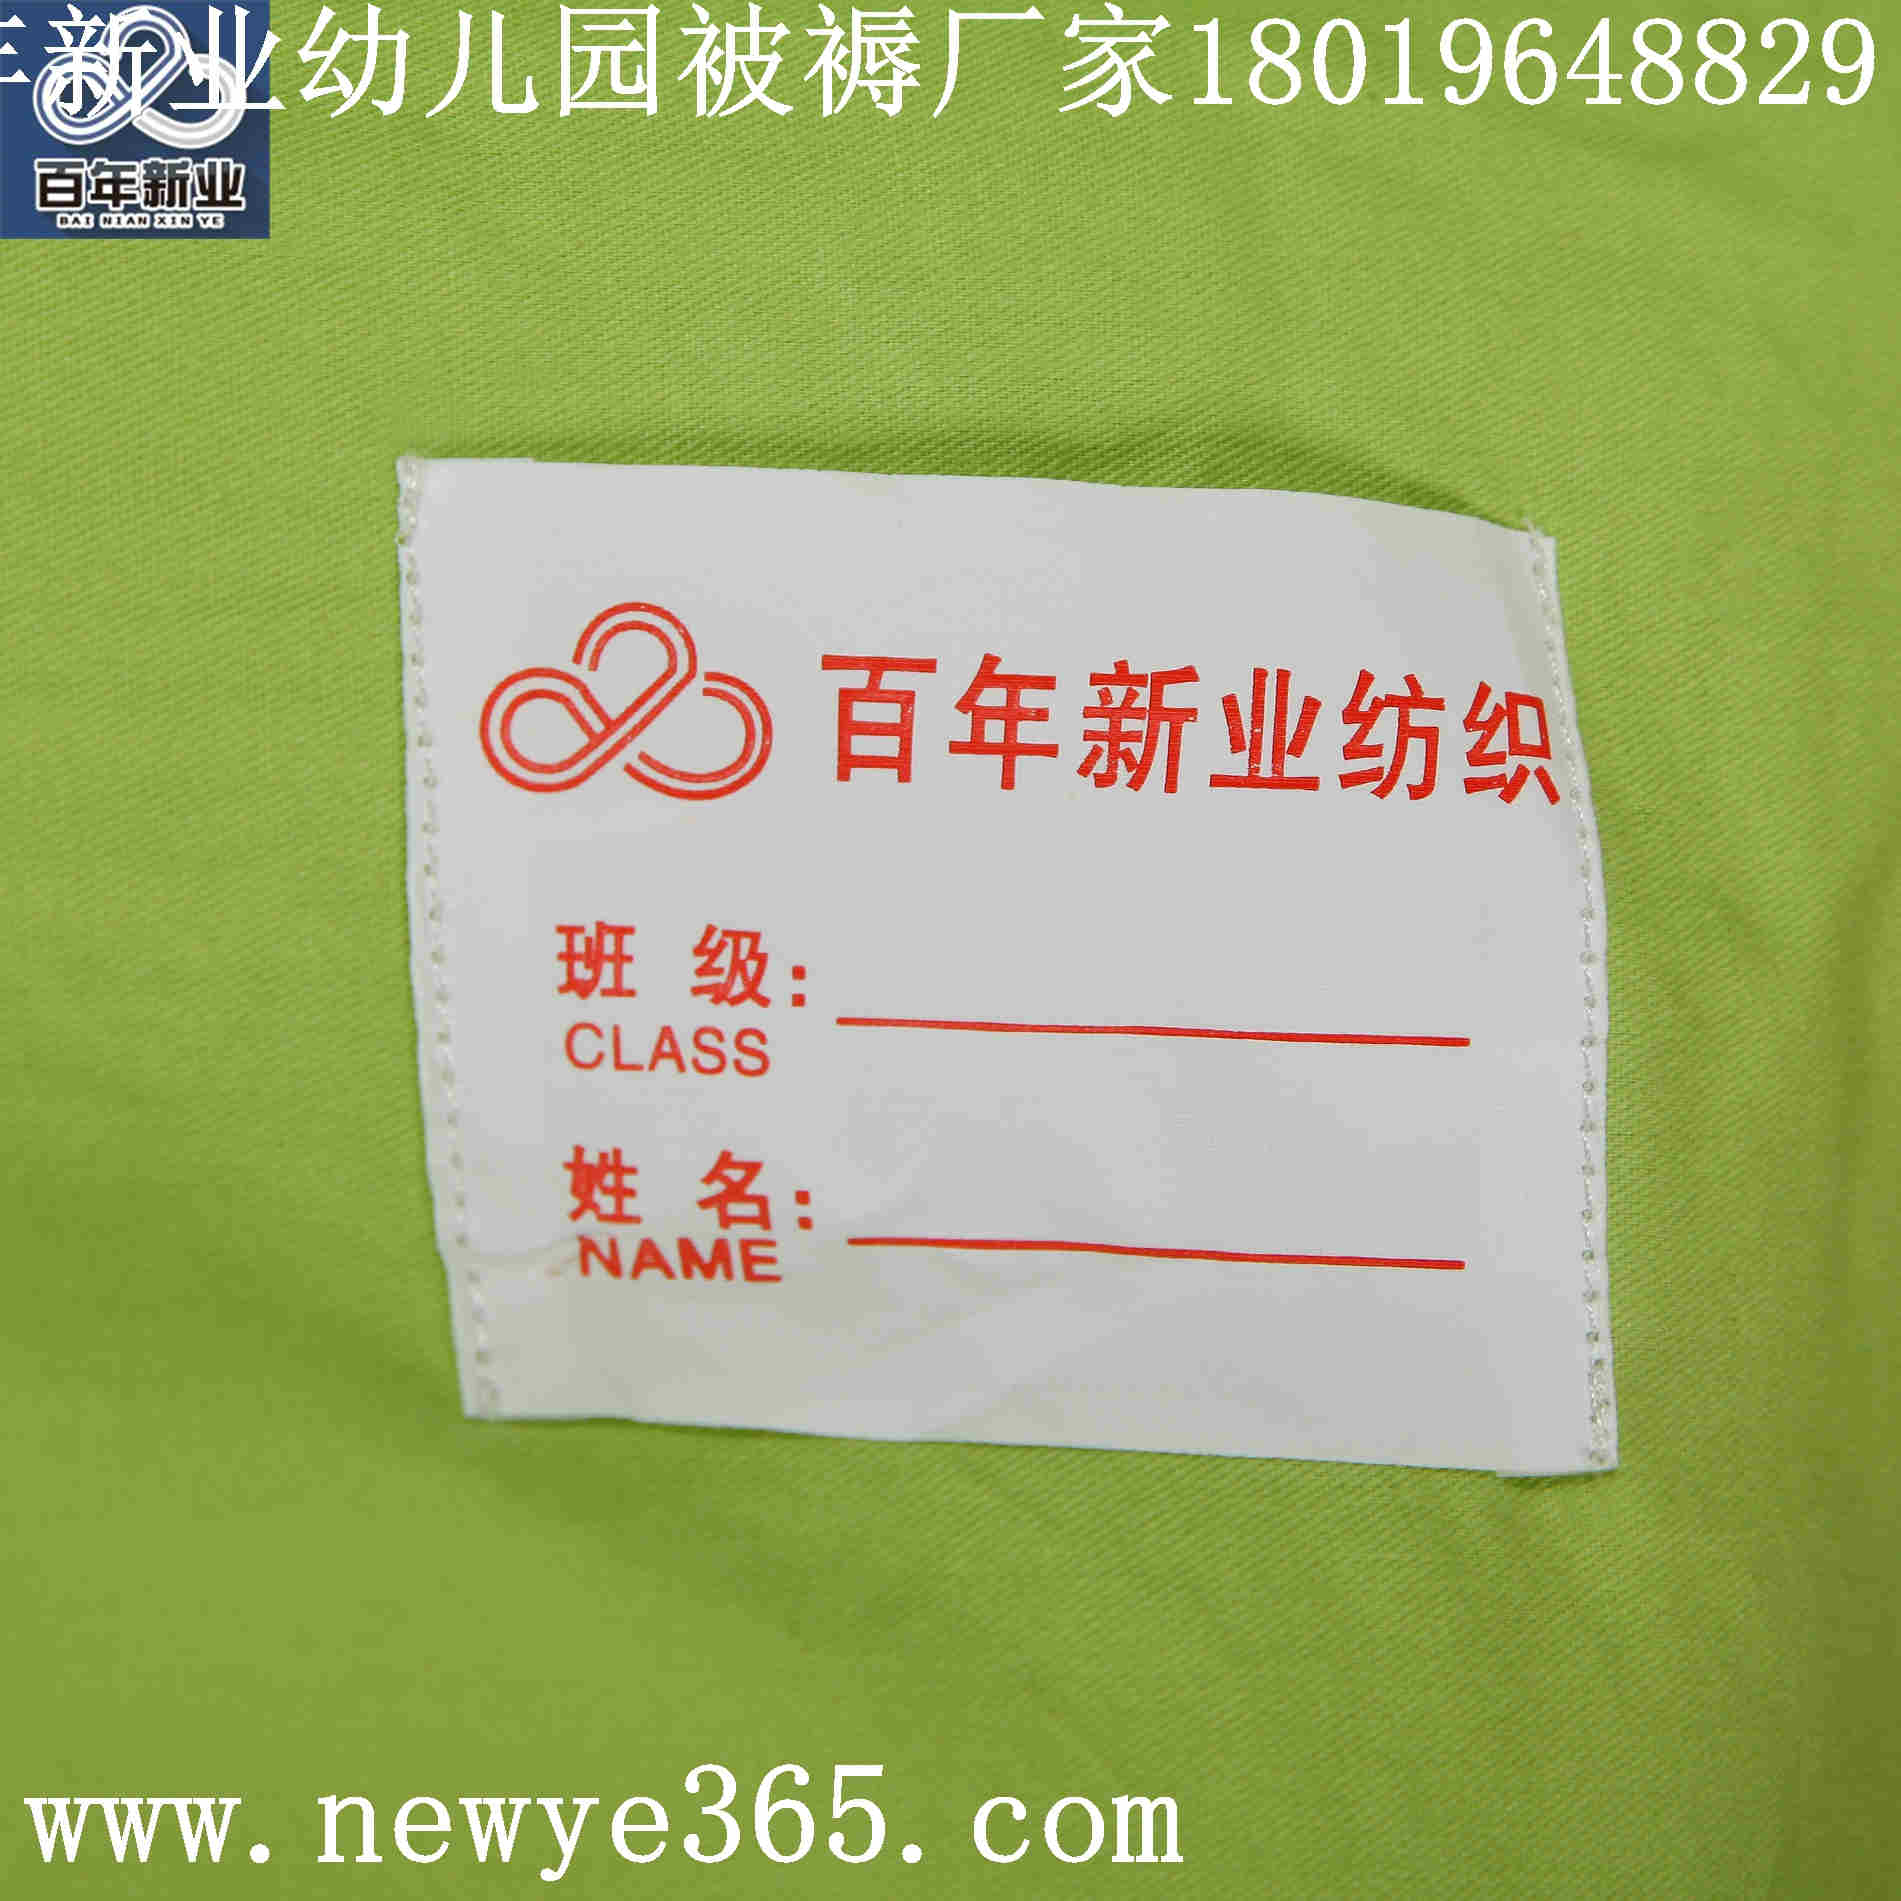 新业幼儿园被褥厂家18019648829
百年新业
BAI NIAN XIN YE
百年新业纺织
班 级:
CLASS
姓 名:
NAME
www.newye365.com